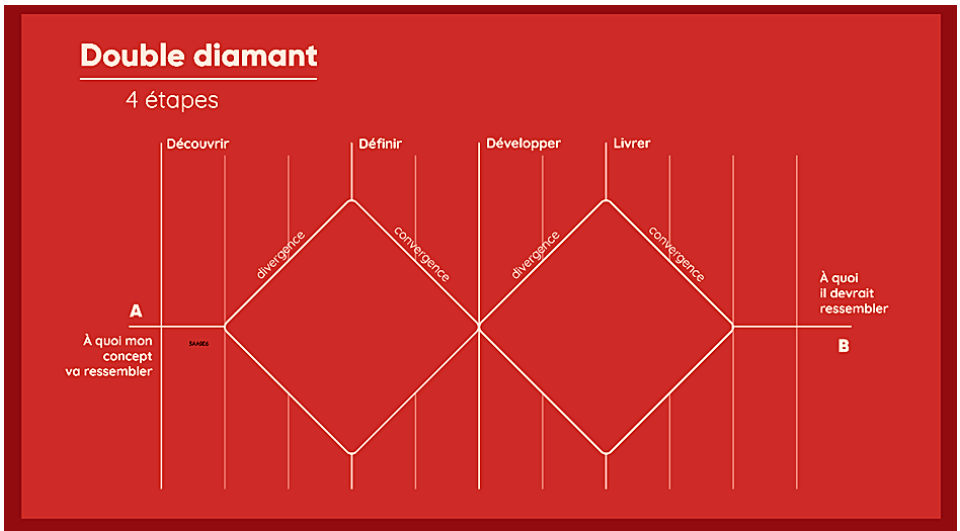 Double diamant
4 étapes
Découvrir
Définir
Développer
Livrer
divergence
convergence
divergence
convergence
A
À quoi mon
concept
va ressembler
À quoi
il devrait
ressembler
B